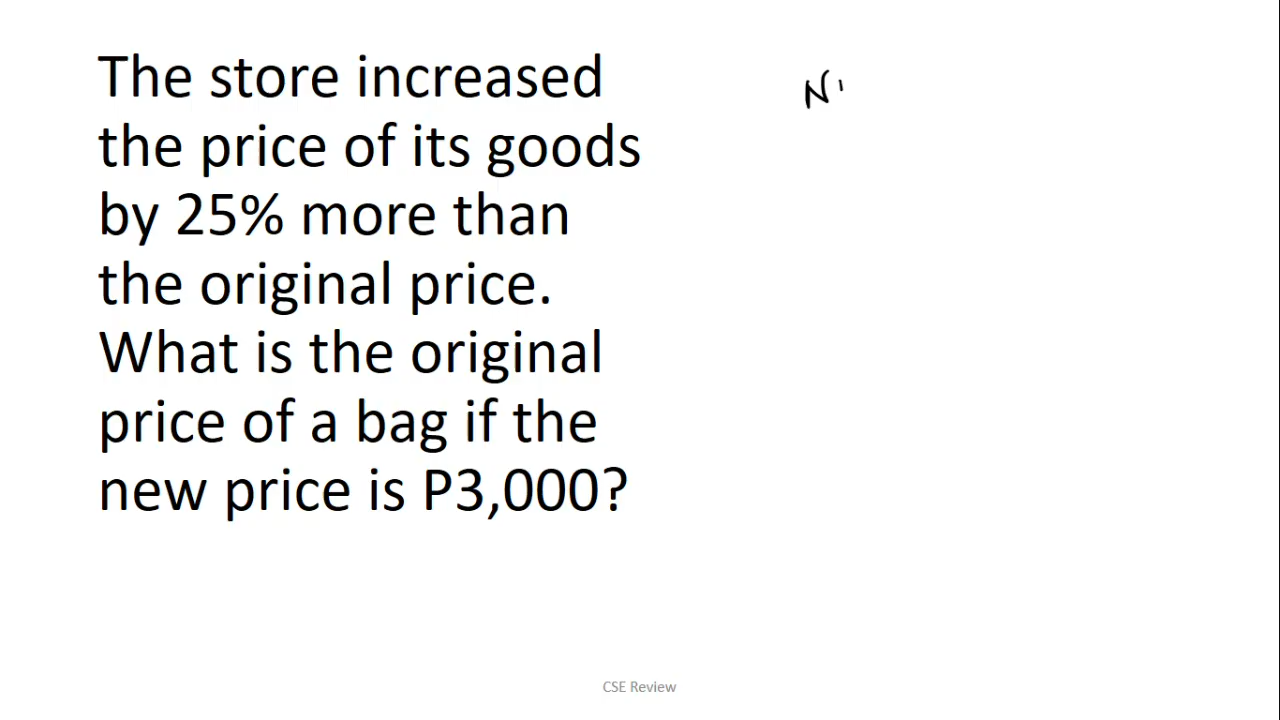 The store increased
the price of its goods
by 25% more than
the original price.
What is the original
price of a bag if the
new price is P3,000?
N
CSE Review